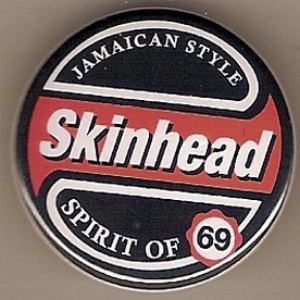 JAMAICAN STYLE
Skinhead
SPIRIT OF 69